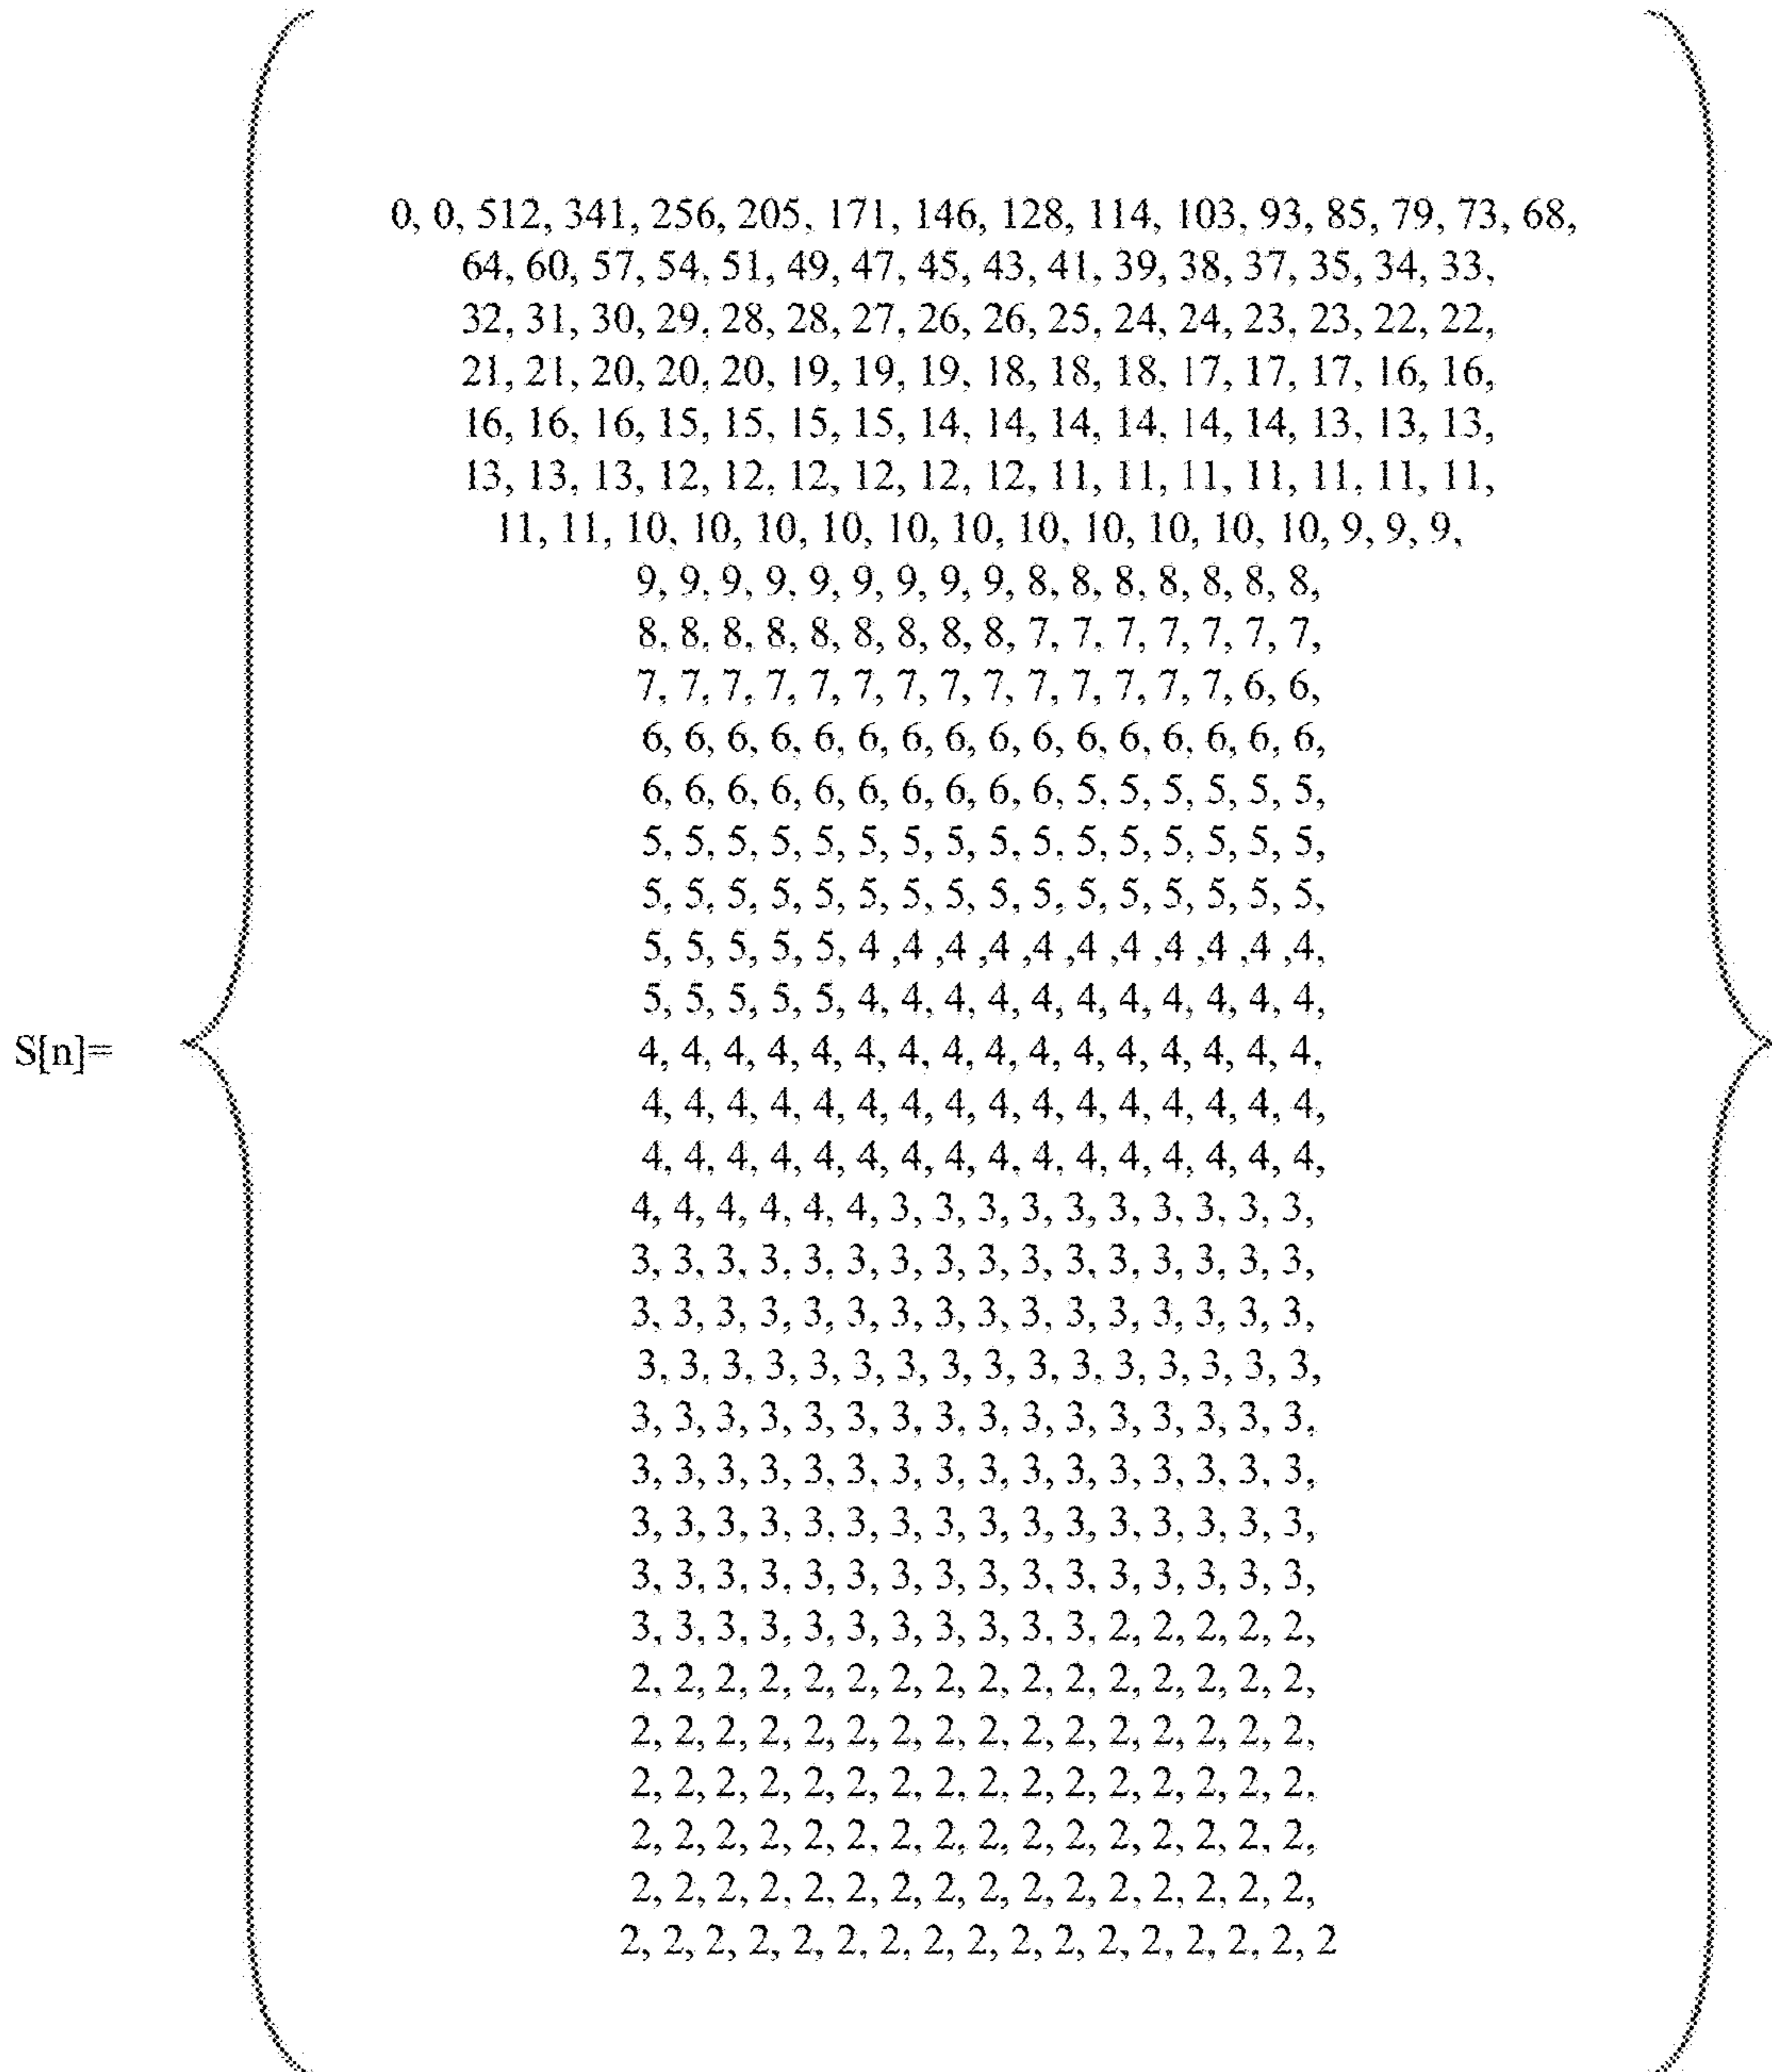 S[n]=
0, 0, 512, 341, 256, 205, 171, 146, 128, 114, 103, 93, 85, 79, 73, 68,
64, 60, 57, 54, 51, 49, 47, 45, 43, 41, 39, 38, 37, 35, 34, 33,
32, 31, 30, 29, 28, 28, 27, 26, 26, 25, 24, 24, 23, 23, 22, 22,
21, 21, 20, 20, 20, 19, 19, 19, 18, 18, 18, 17, 17, 17, 16, 16,
16, 16, 16, 15, 15, 15, 15, 14, 14, 14, 14, 14, 14, 13, 13, 13,
13, 13, 13, 12, 12, 12, 12, 12, 12, 11, 11, 11, 11, 11, 11, 11,
11, 11, 10, 10, 10, 10, 10, 10, 10, 10, 10, 10, 10, 9, 9, 9,
9, 9, 9, 9, 9, 9, 9, 9, 9, 8, 8, 8, 8, 8, 8, 8,
8, 8, 8, 8, 8, 8, 8, 8, 8, 7, 7, 7, 7, 7, 7, 7,
7, 7, 7, 7, 7, 7, 7, 7, 7, 7, 7, 7, 7, 7, 6, 6,
6, 6, 6, 6, 6, 6, 6, 6, 6, 6, 6, 6, 6, 6, 6, 6,
6, 6, 6, 6, 6, 6, 6, 6, 6, 6, 5, 5, 5, 5, 5, 5,
5, 5, 5, 5, 5, 5, 5, 5, 5, 5, 5, 5, 5, 5, 5, 5,
5, 5, 5, 5, 5, 5, 5, 5, 5, 5, 5, 5, 5, 5, 5, 5,
5, 5, 5, 5, 5, 4 ,4 ,4 ,4 ,4 ,4 ,4 ,4 ,4 ,4 ,4,
5, 5, 5, 5, 5, 4, 4, 4, 4, 4, 4, 4, 4, 4, 4, 4,
4, 4, 4, 4, 4, 4, 4, 4, 4, 4, 4, 4, 4, 4, 4, 4,
4, 4, 4, 4, 4, 4, 4, 4, 4, 4, 4, 4, 4, 4, 4, 4,
4, 4, 4, 4, 4, 4, 4, 4, 4, 4, 4, 4, 4, 4, 4, 4,
4, 4, 4, 4, 4, 4, 3, 3, 3, 3, 3, 3, 3, 3, 3, 3,
3, 3, 3, 3, 3, 3, 3, 3, 3, 3, 3, 3, 3, 3, 3, 3,
3, 3, 3, 3, 3, 3, 3, 3, 3, 3, 3, 3, 3, 3, 3, 3,
3, 3, 3, 3, 3, 3, 3, 3, 3, 3, 3, 3, 3, 3, 3, 3,
3, 3, 3, 3, 3, 3, 3, 3, 3, 3, 3, 3, 3, 3, 3, 3,
3, 3, 3, 3, 3, 3, 3, 3, 3, 3, 3, 3, 3, 3, 3, 3,
3, 3, 3, 3, 3, 3, 3, 3, 3, 3, 3, 3, 3, 3, 3, 3,
3, 3, 3, 3, 3, 3, 3, 3, 3, 3, 3, 3, 3, 3, 3, 3,
3, 3, 3, 3, 3, 3, 3, 3, 3, 3, 3, 2, 2, 2, 2, 2,
2, 2, 2, 2, 2, 2, 2, 2, 2, 2, 2, 2, 2, 2, 2, 2,
2, 2, 2, 2, 2, 2, 2, 2, 2, 2, 2, 2, 2, 2, 2, 2,
2, 2, 2, 2, 2, 2, 2, 2, 2, 2, 2, 2, 2, 2, 2, 2,
2, 2, 2, 2, 2, 2, 2, 2, 2, 2, 2, 2, 2, 2, 2, 2,
2, 2, 2, 2, 2, 2, 2, 2, 2, 2, 2, 2, 2, 2, 2, 2,
2, 2, 2, 2, 2, 2, 2, 2, 2, 2, 2, 2, 2, 2, 2, 2, 2